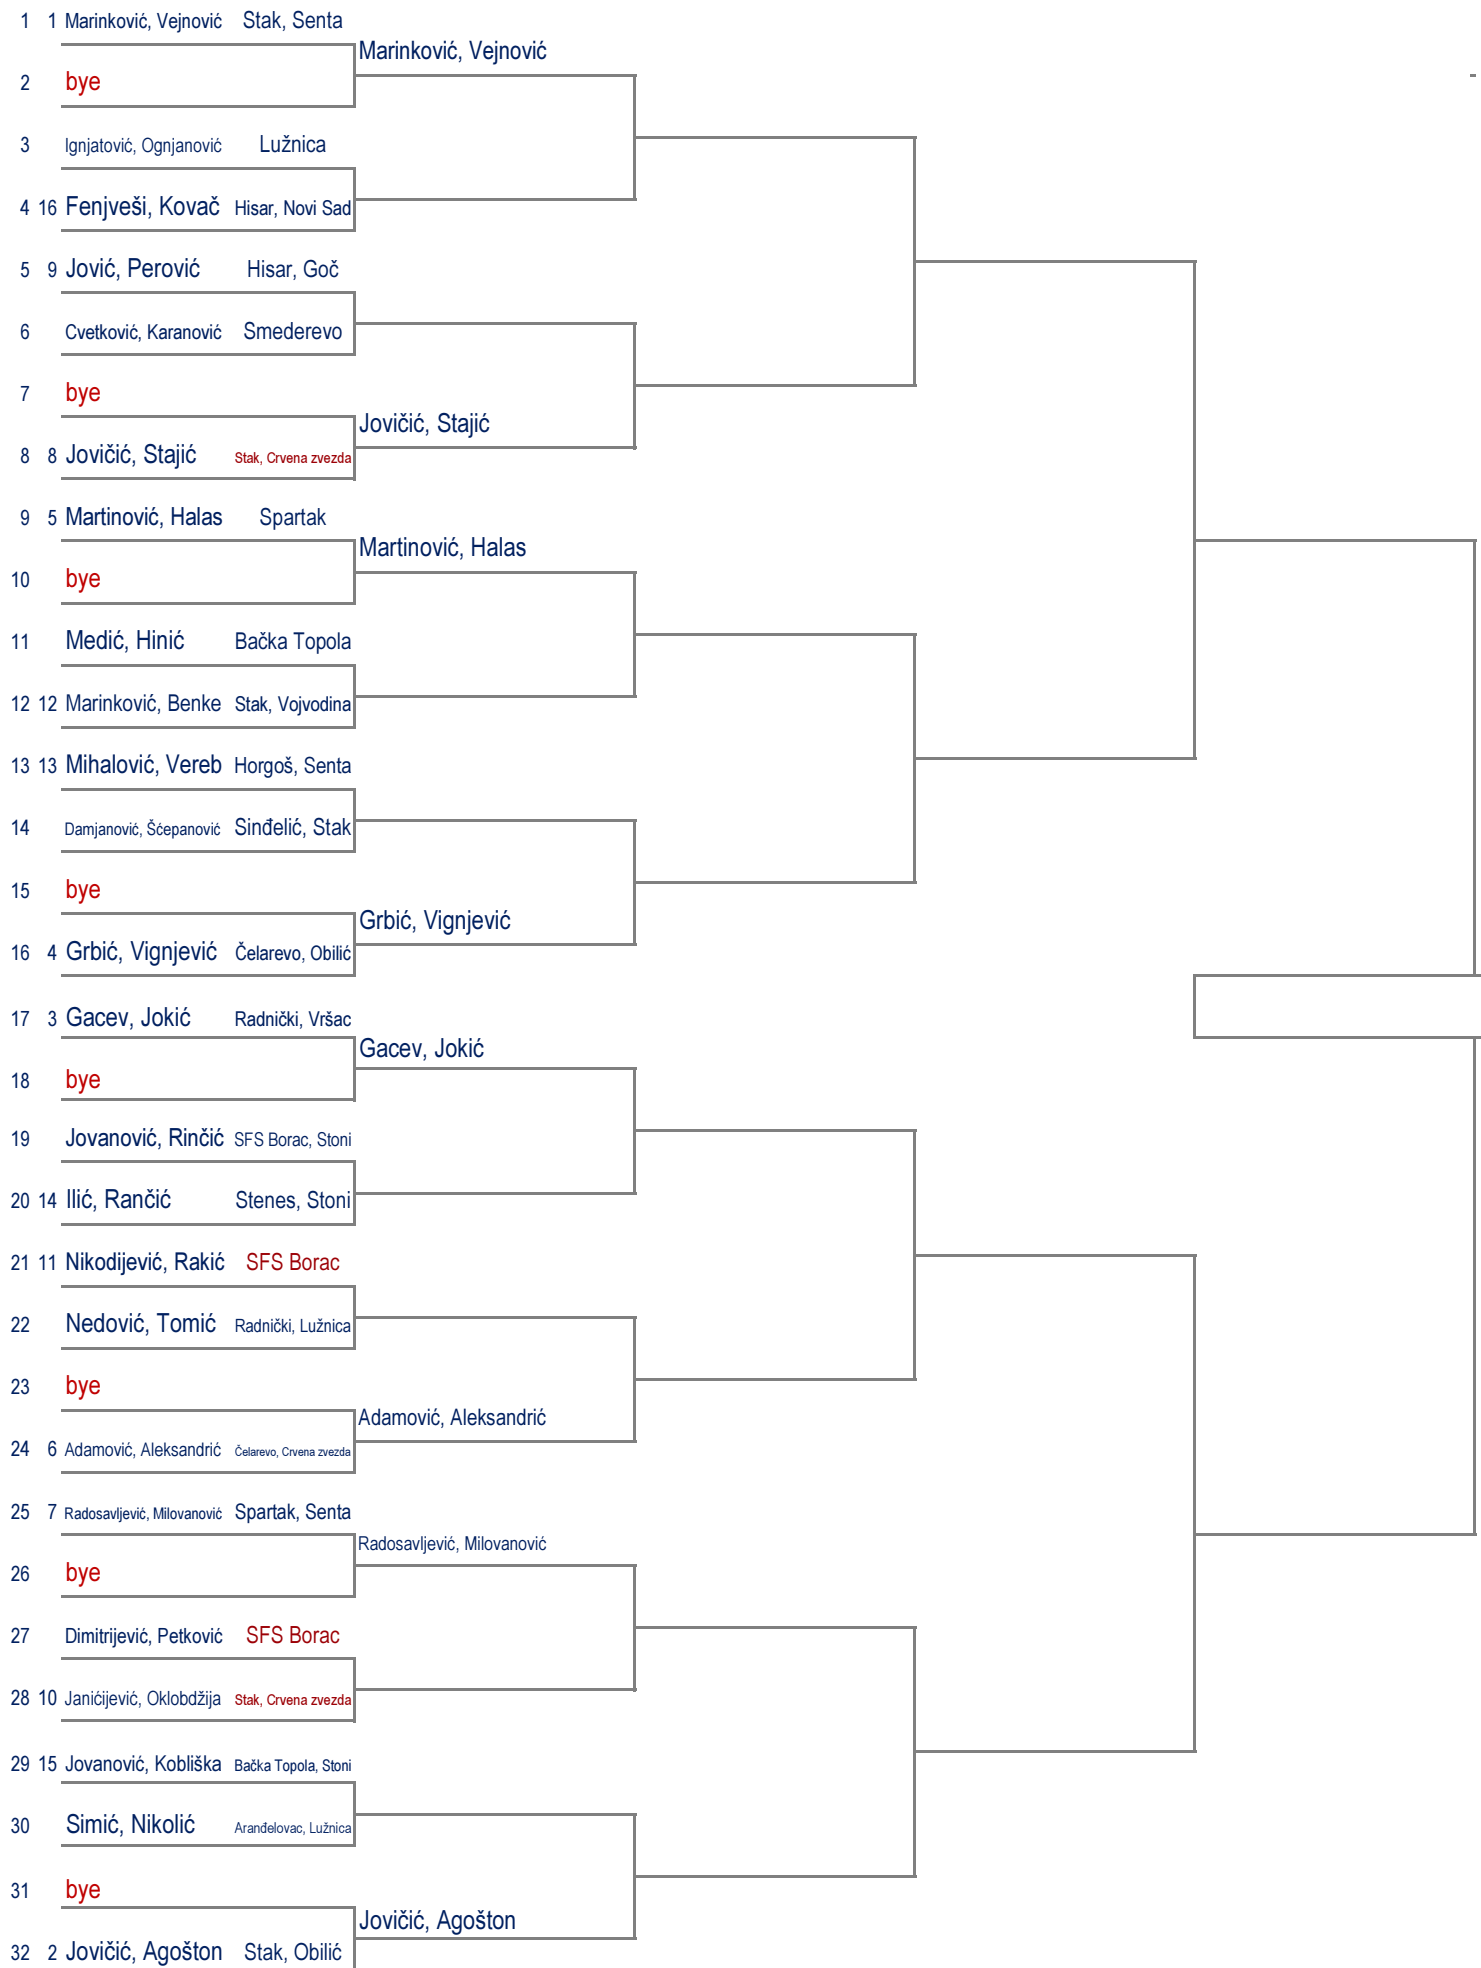 1 1 Marinković, Vejnović Stak, Senta
Marinković, Vejnović
2 bye
3 Ignjatović, Ognjanović Lužnica
4 16 Fenjveši, Kovač Hisar, Novi Sad
5 9 Jović, Perović Hisar, Goč
6 Cvetković, Karanović Smederevo
7 bye
Jovičić, Stajić
8 8 Jovičić, Stajić Stak, Crvena zvezda
9 5 Martinović, Halas Spartak
Martinović, Halas
10 bye
11 Medić, Hinić Bačka Topola
12 12 Marinković, Benke Stak, Vojvodina
13 13 Mihalović, Vereb Horgoš, Senta
14 Damjanović, Šćepanović Sinđelić, Stak
15 bye
Grbić, Vignjević
16 4 Grbić, Vignjević Čelarevo, Obilić
17 3 Gacev, Jokić Radnički, Vršac
Gacev, Jokić
18 bye
19 Jovanović, Rinčić SFS Borac, Stoni
20 14 Ilić, Rančić Stenes, Stoni
21 11 Nikodijević, Rakić SFS Borac
22 Nedović, Tomić Radnički, Lužnica
23 bye
Adamović, Aleksandrić
24 6 Adamović, Aleksandrić Čelarevo, Crvena zvezda
25 7 Radosavljević, Milovanović Spartak, Senta
Radosavljević, Milovanović
26 bye
27 Dimitrijević, Petković SFS Borac
28 10 Janićijević, Oklobdžija Stak, Crvena zvezda
29 15 Jovanović, Kobliška Bačka Topola, Stoni
30 Simić, Nikolić Aranđelovac, Lužnica
31 bye
Jovičić, Agošton
32 2 Jovičić, Agošton Stak, Obilić